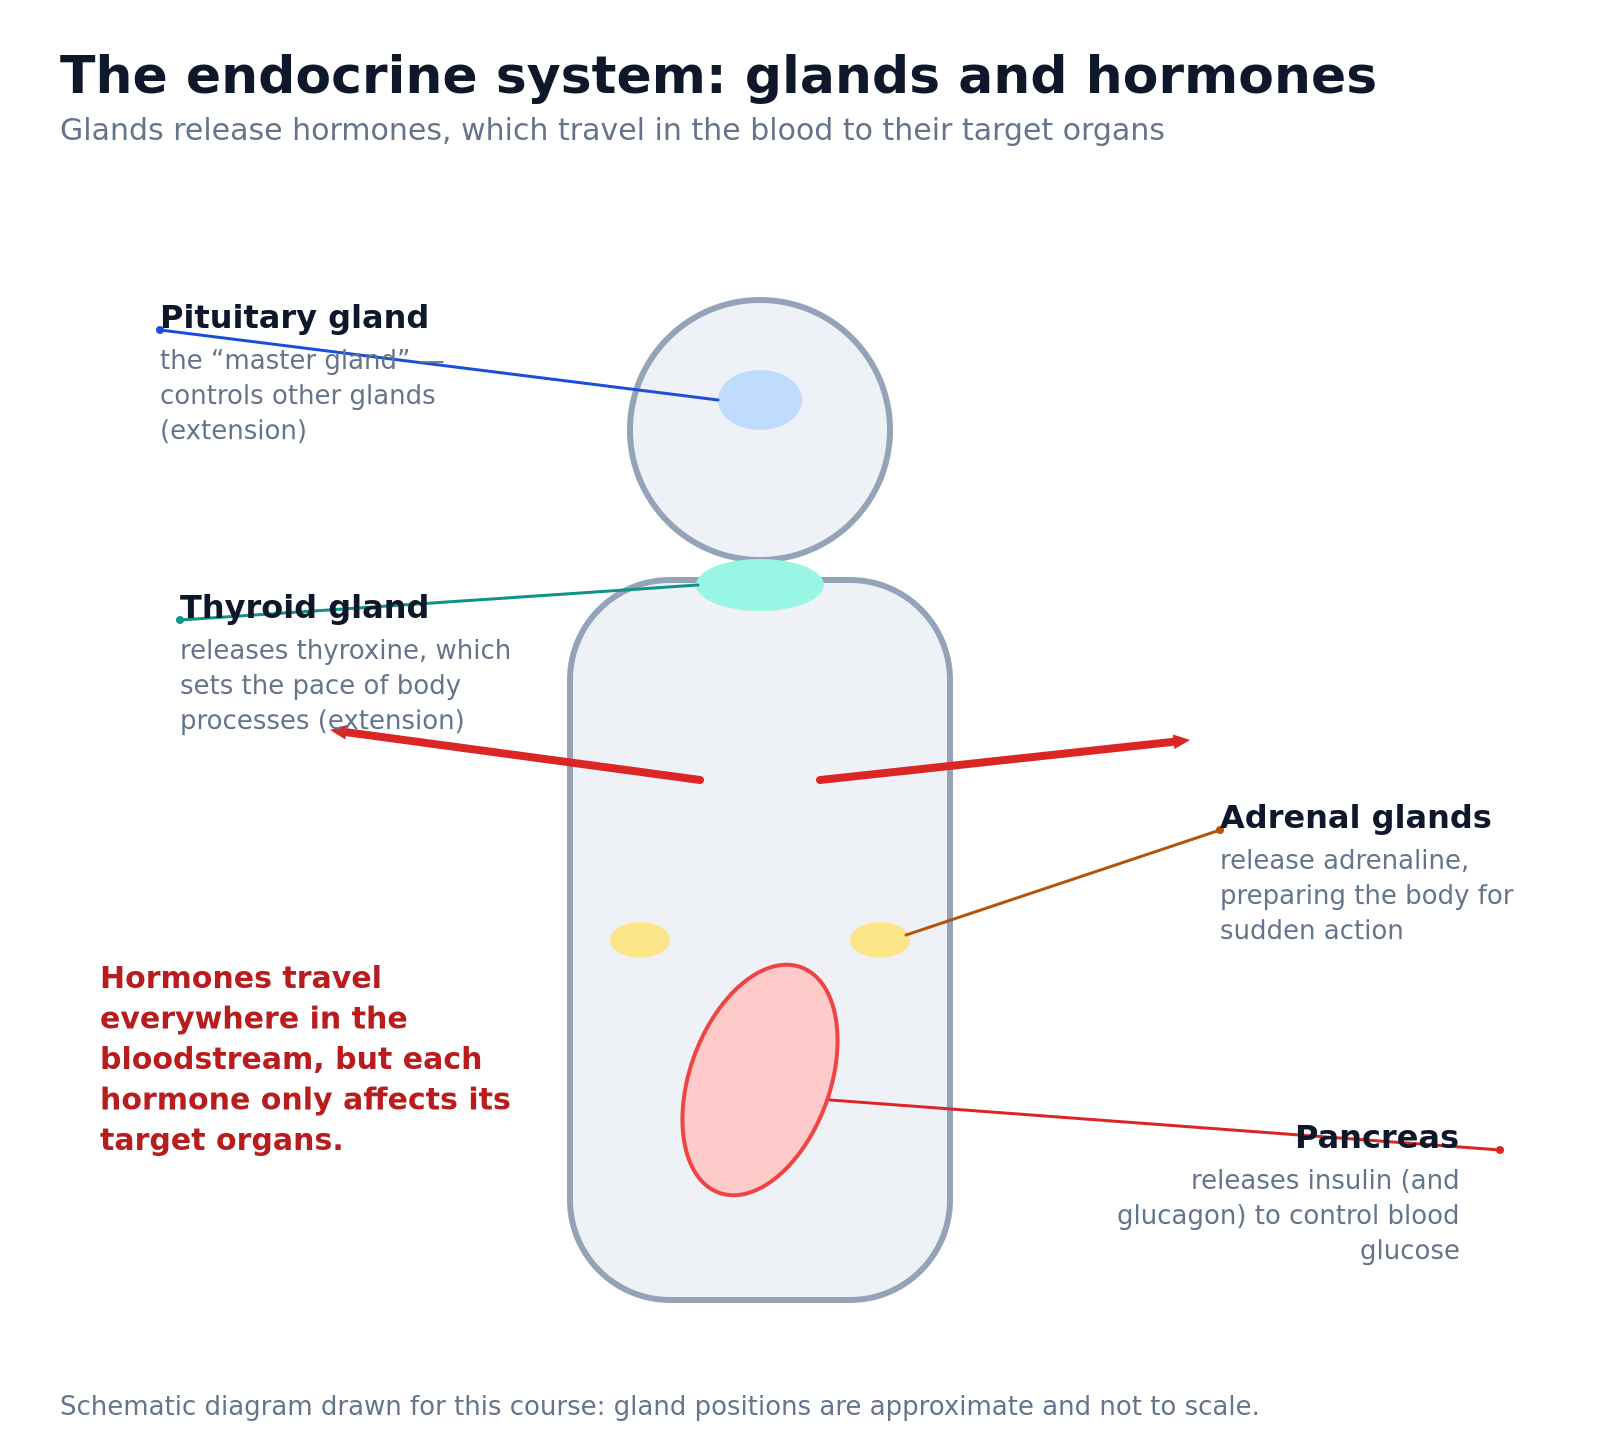 The endocrine system: glands and hormones
Glands release hormones, which travel in the blood to their target organs
Pituitary gland
the “master gland” —
controls other glands
(extension)
Thyroid gland
releases thyroxine, which
sets the pace of body
processes (extension)
Adrenal glands
release adrenaline,
preparing the body for
sudden action
Hormones travel
everywhere in the
bloodstream, but each
hormone only affects its
target organs.
Pancreas
releases insulin (and
glucagon) to control blood
glucose
Schematic diagram drawn for this course: gland positions are approximate and not to scale.